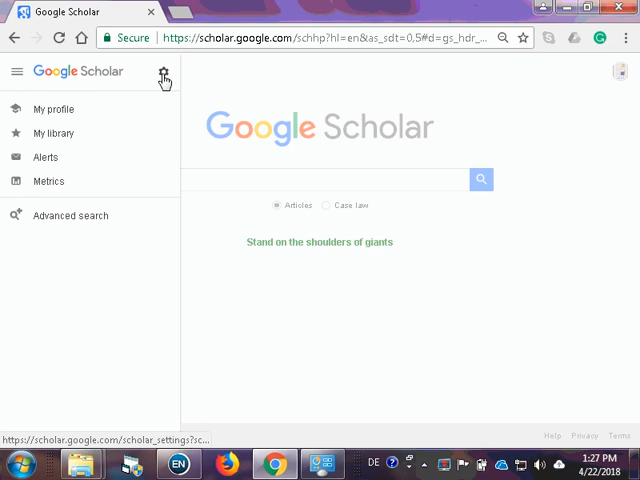 Google Scholar
Secure
https://scholar.google.com/schhp?hl=en&as_sdt=0,5#d=gs_hdr_...
Google Scholar
My profile
My library
Alerts
Metrics
Advanced search
Google Scholar
Articles
Case law
Stand on the shoulders of giants
Help
Privacy
Terms
https://scholar.google.com/scholar_settings?sc...
EN
DE
1:27 PM
4/22/2018